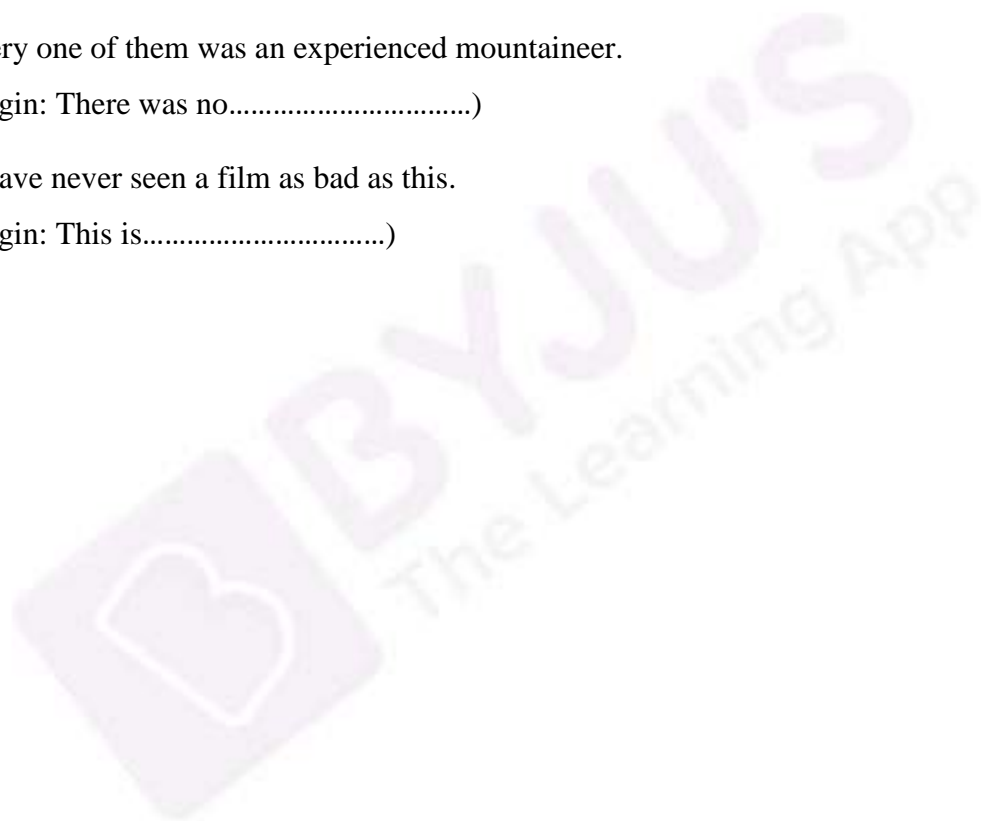 ery one of them was an experienced mountaineer.
gin: There was no.................................)
ave never seen a film as bad as this.
gin: This is.................................)
BYJU'S
The Learning App